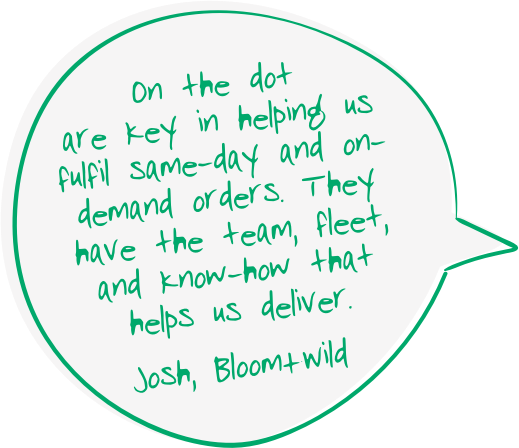 On the dot
are key in helping us
fulfil same-day and on-
demand orders. They
have the team, fleet,
and know-how that
helps us deliver.
Josh, Bloom+Wild